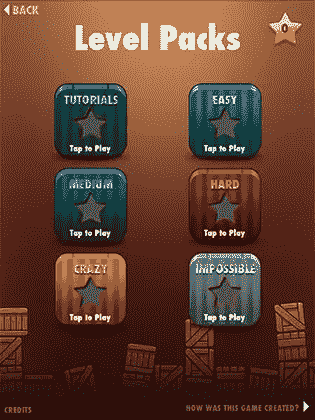 BACK
Level Packs
0
TUTORIALS
Tap to Play
EASY
Tap to Play
MEDIUM
Tap to Play
HARD
Tap to Play
CRAZY
Tap to Play
IMPOSSIBLE
Tap to Play
CREDITS
HOW WAS THIS GAME CREATED?